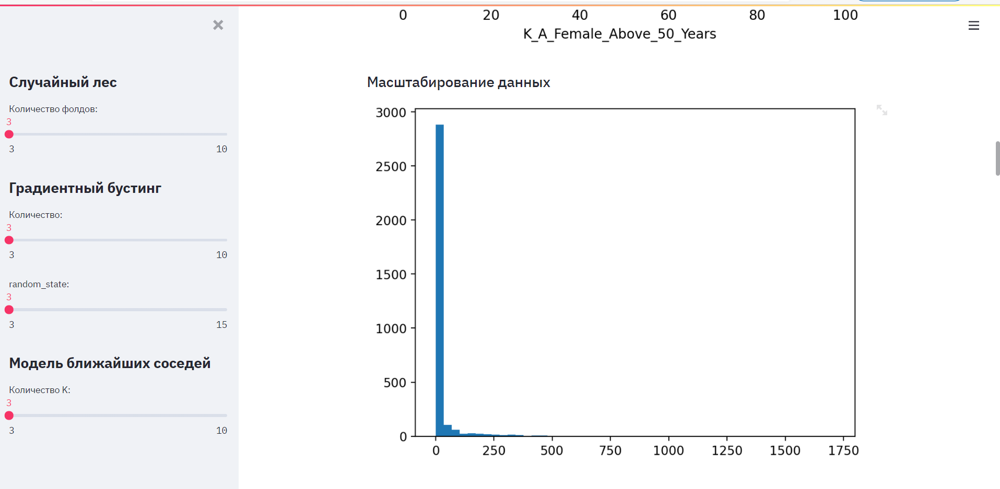 Случайный лес
Количество фолдов:
3
3 10
Градиентный бустинг
Количество:
3
3 10
random_state:
3
3 15
Модель ближайших соседей
Количество K:
3
3 10
0 20 40 60 80 100
K_A_Female_Above_50_Years
Масштабирование данных
3000
2500
2000
1500
1000
500
0
0 250 500 750 1000 1250 1500 1750